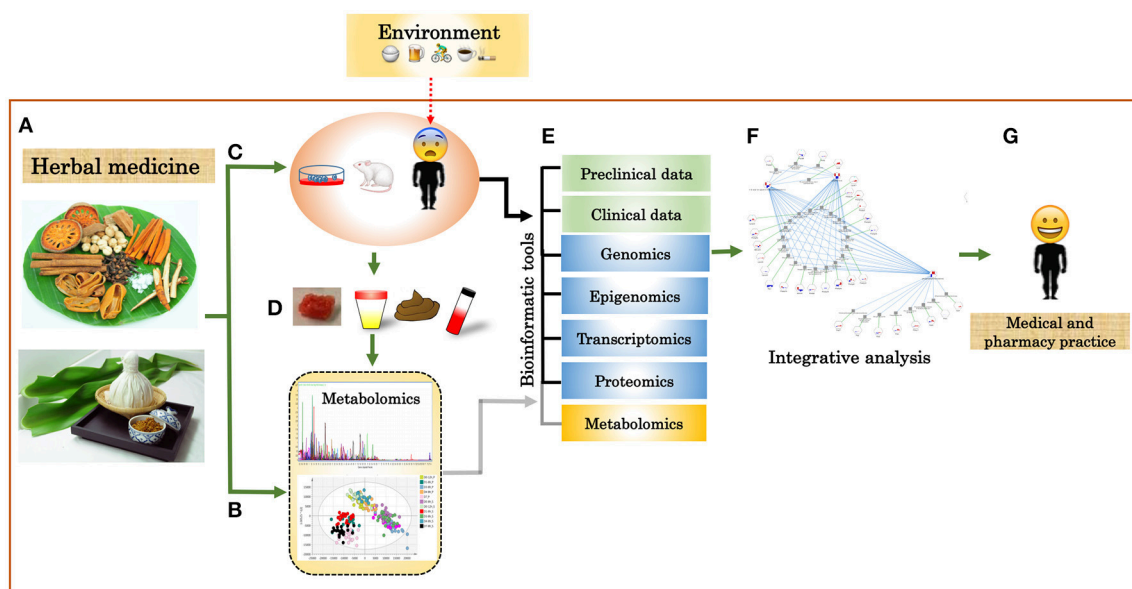 Environment
A
Herbal medicine
C
D
Metabolomics
B
E
Bioinformatic tools
Preclinical data
Clinical data
Genomics
Epigenomics
Transcriptomics
Proteomics
Metabolomics
F
Integrative analysis
G
Medical and
pharmacy practice